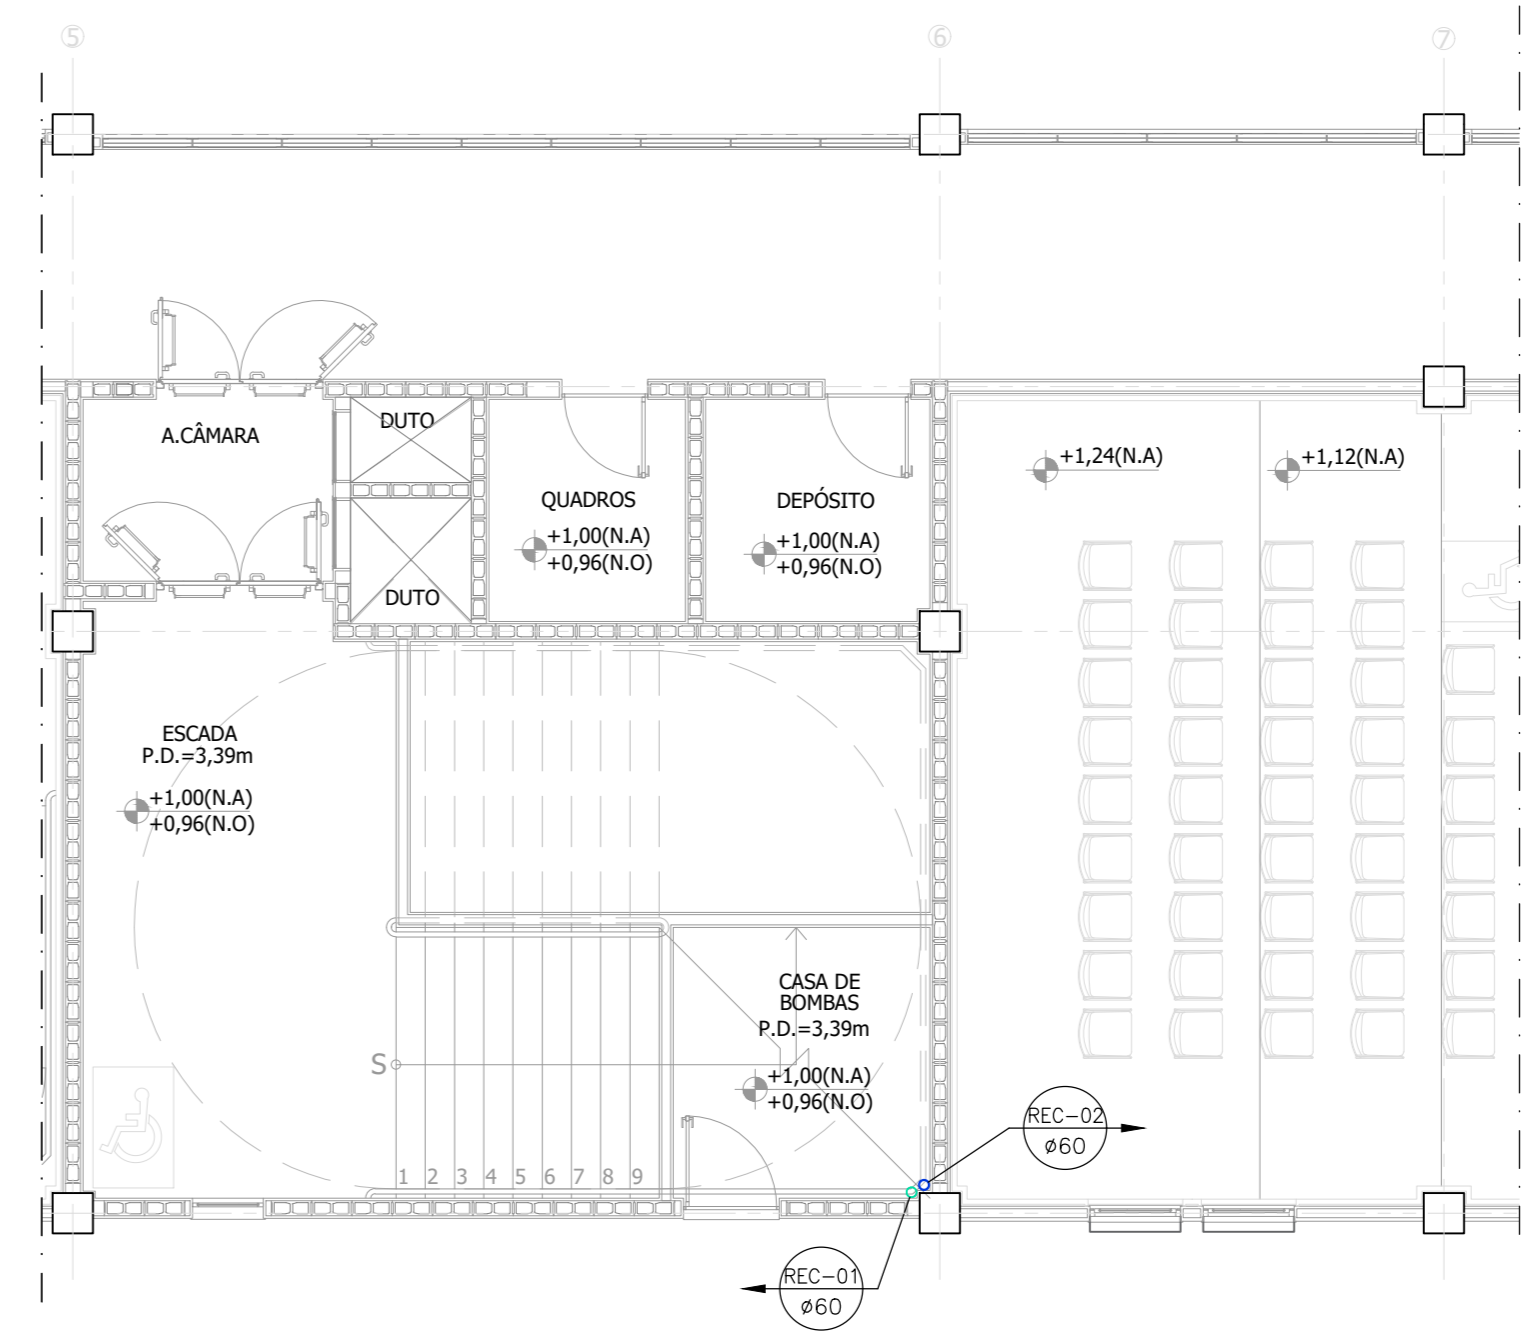 5
6
7
A.CÂMARA
DUTO
DUTO
QUADROS
+1,00(N.A)
+0,96(N.O)
DEPÓSITO
+1,00(N.A)
+0,96(N.O)
+1,24(N.A)
+1,12(N.A)
ESCADA
P.D.=3,39m
+1,00(N.A)
+0,96(N.O)
CASA DE
BOMBAS
P.D.=3,39m
+1,00(N.A)
+0,96(N.O)
S
1 2 3 4 5 6 7 8 9
REC-02
ø60
REC-01
ø60